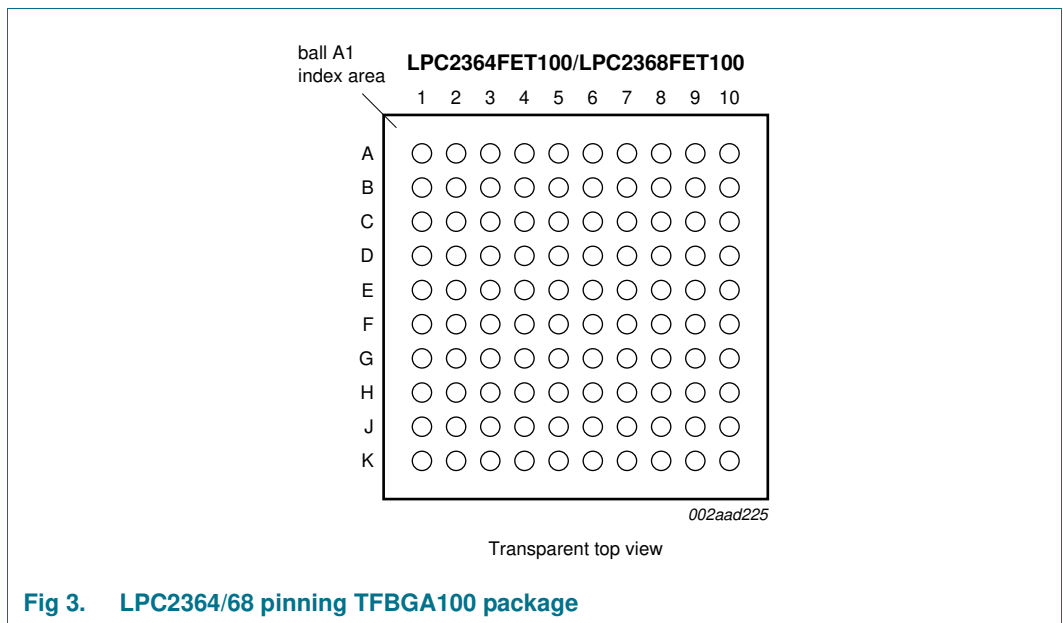 ball A1
index area
LPC2364FET100/LPC2368FET100
1 2 3 4 5 6 7 8 9 10
A
B
C
D
E
F
G
H
J
K
002aad225
Transparent top view
Fig 3. LPC2364/68 pinning TFBGA100 package